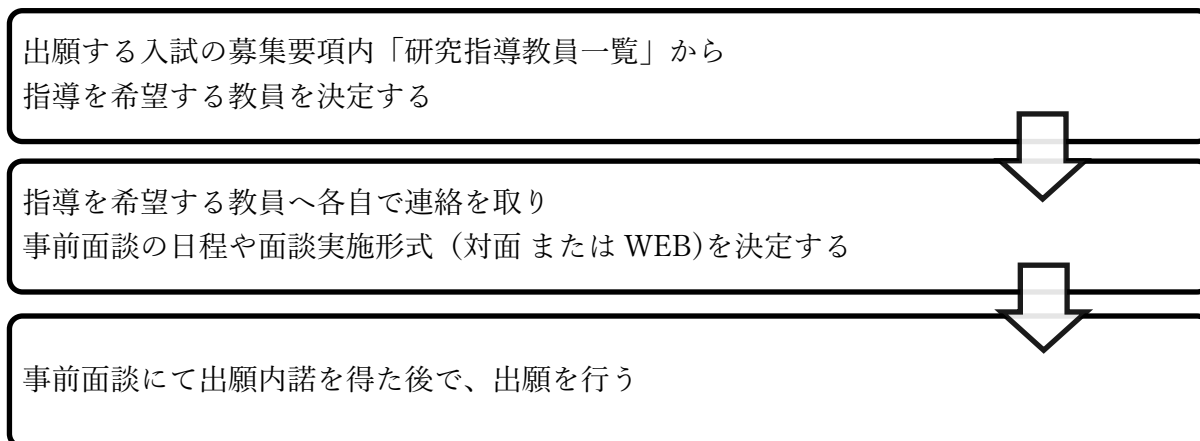 出願する入試の募集要項内「研究指導教員一覧」から
指導を希望する教員を決定する
指導を希望する教員へ各自で連絡を取り
事前面談の日程や面談実施形式（対面 または WEB)を決定する
事前面談にて出願内諾を得た後で、出願を行う